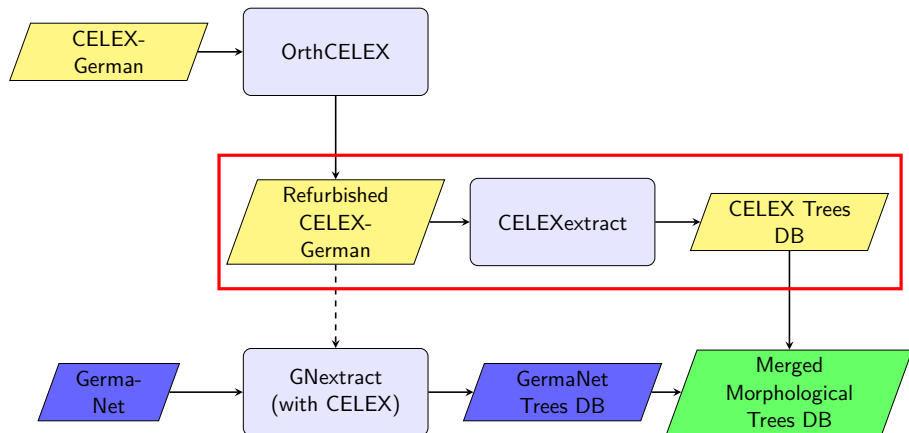 CELEX-
German
OrthCELEX
Refurbished
CELEX-
German
CELEXextract
CELEX Trees
DB
Germa-
Net
GNextract
(with CELEX)
GermaNet
Trees DB
Merged
Morphological
Trees DB